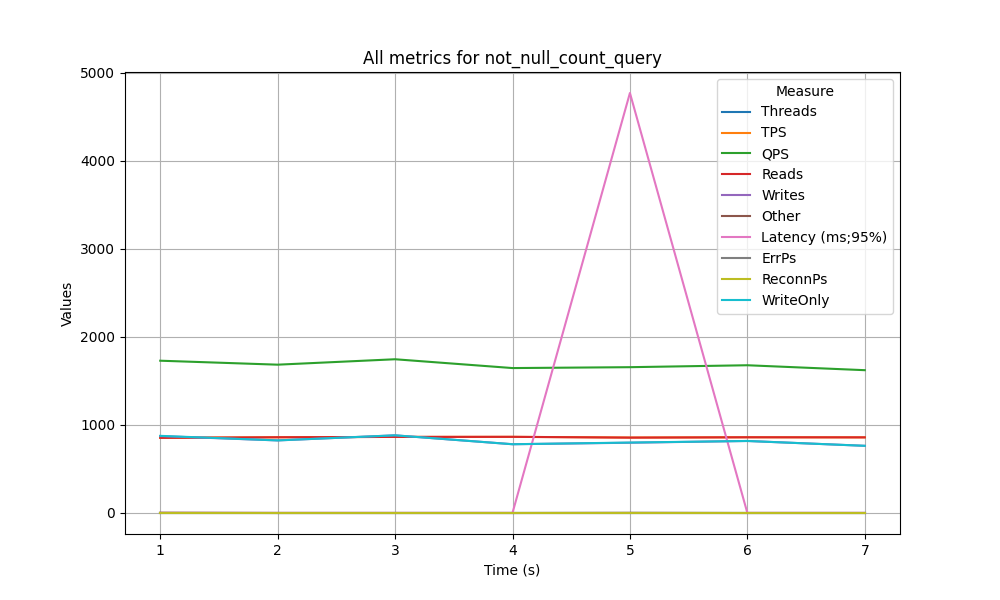 All metrics for not_null_count_query
5000
4000
3000
2000
1000
0
Values
1 2 3 4 5 6 7
Time (s)
Measure
Threads
TPS
QPS
Reads
Writes
Other
Latency (ms;95%)
ErrPs
ReconnPs
WriteOnly